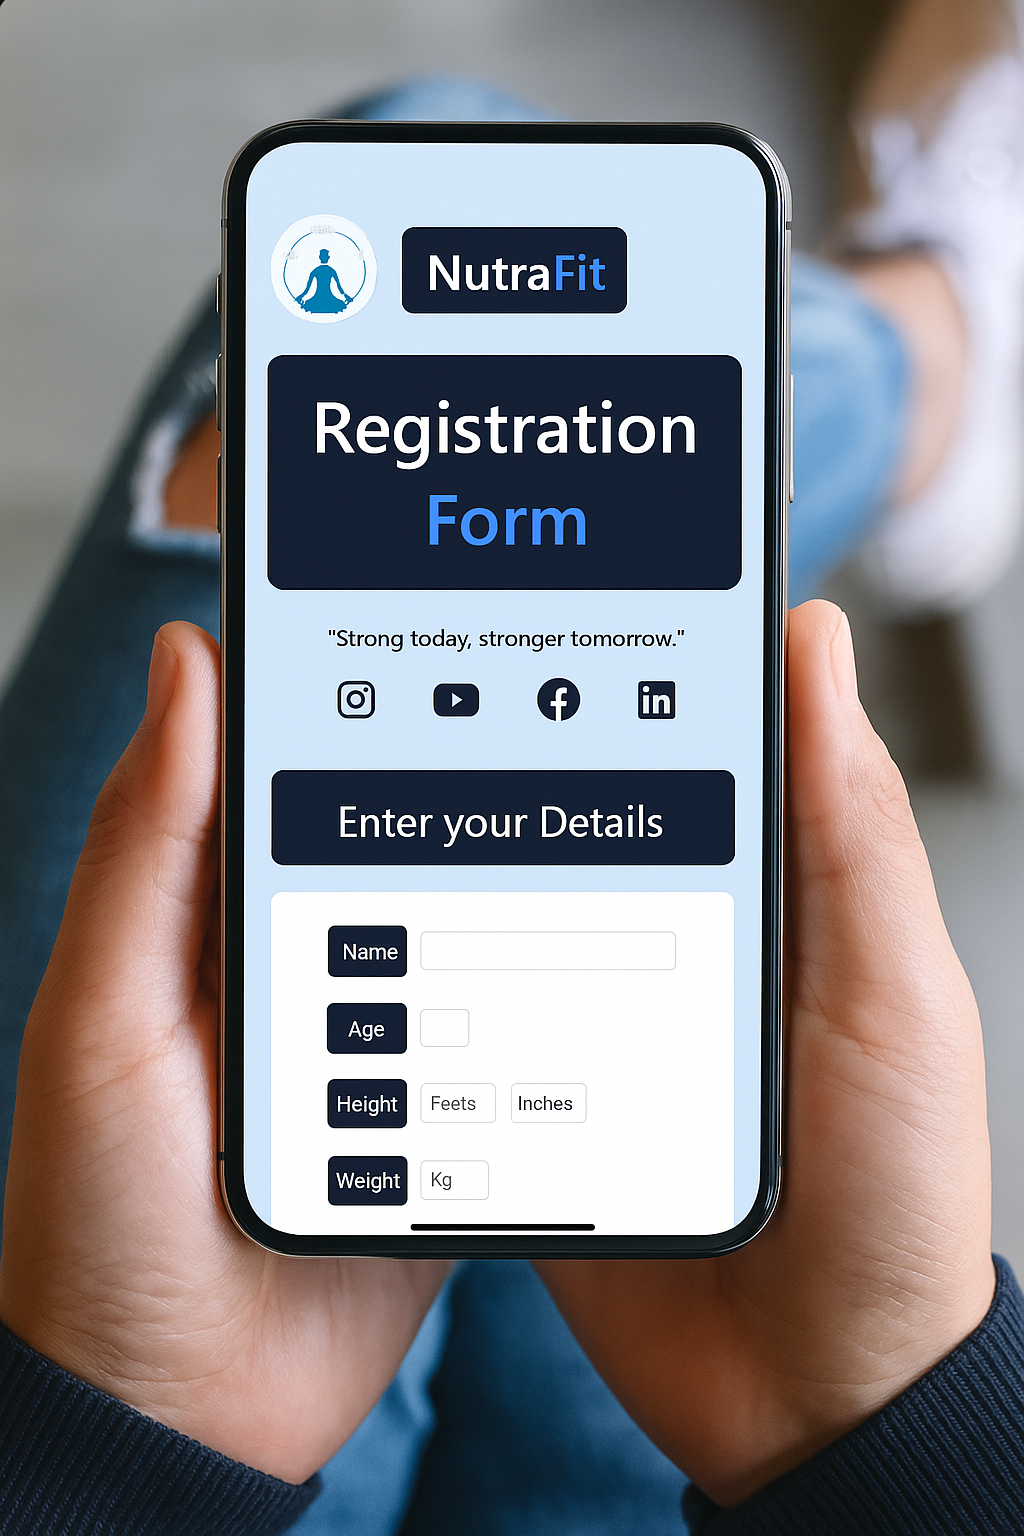 NutraFit
Registration
Form
"Strong today, stronger tomorrow."
Enter your Details
Name
Age
Height Feets Inches
Weight Kg